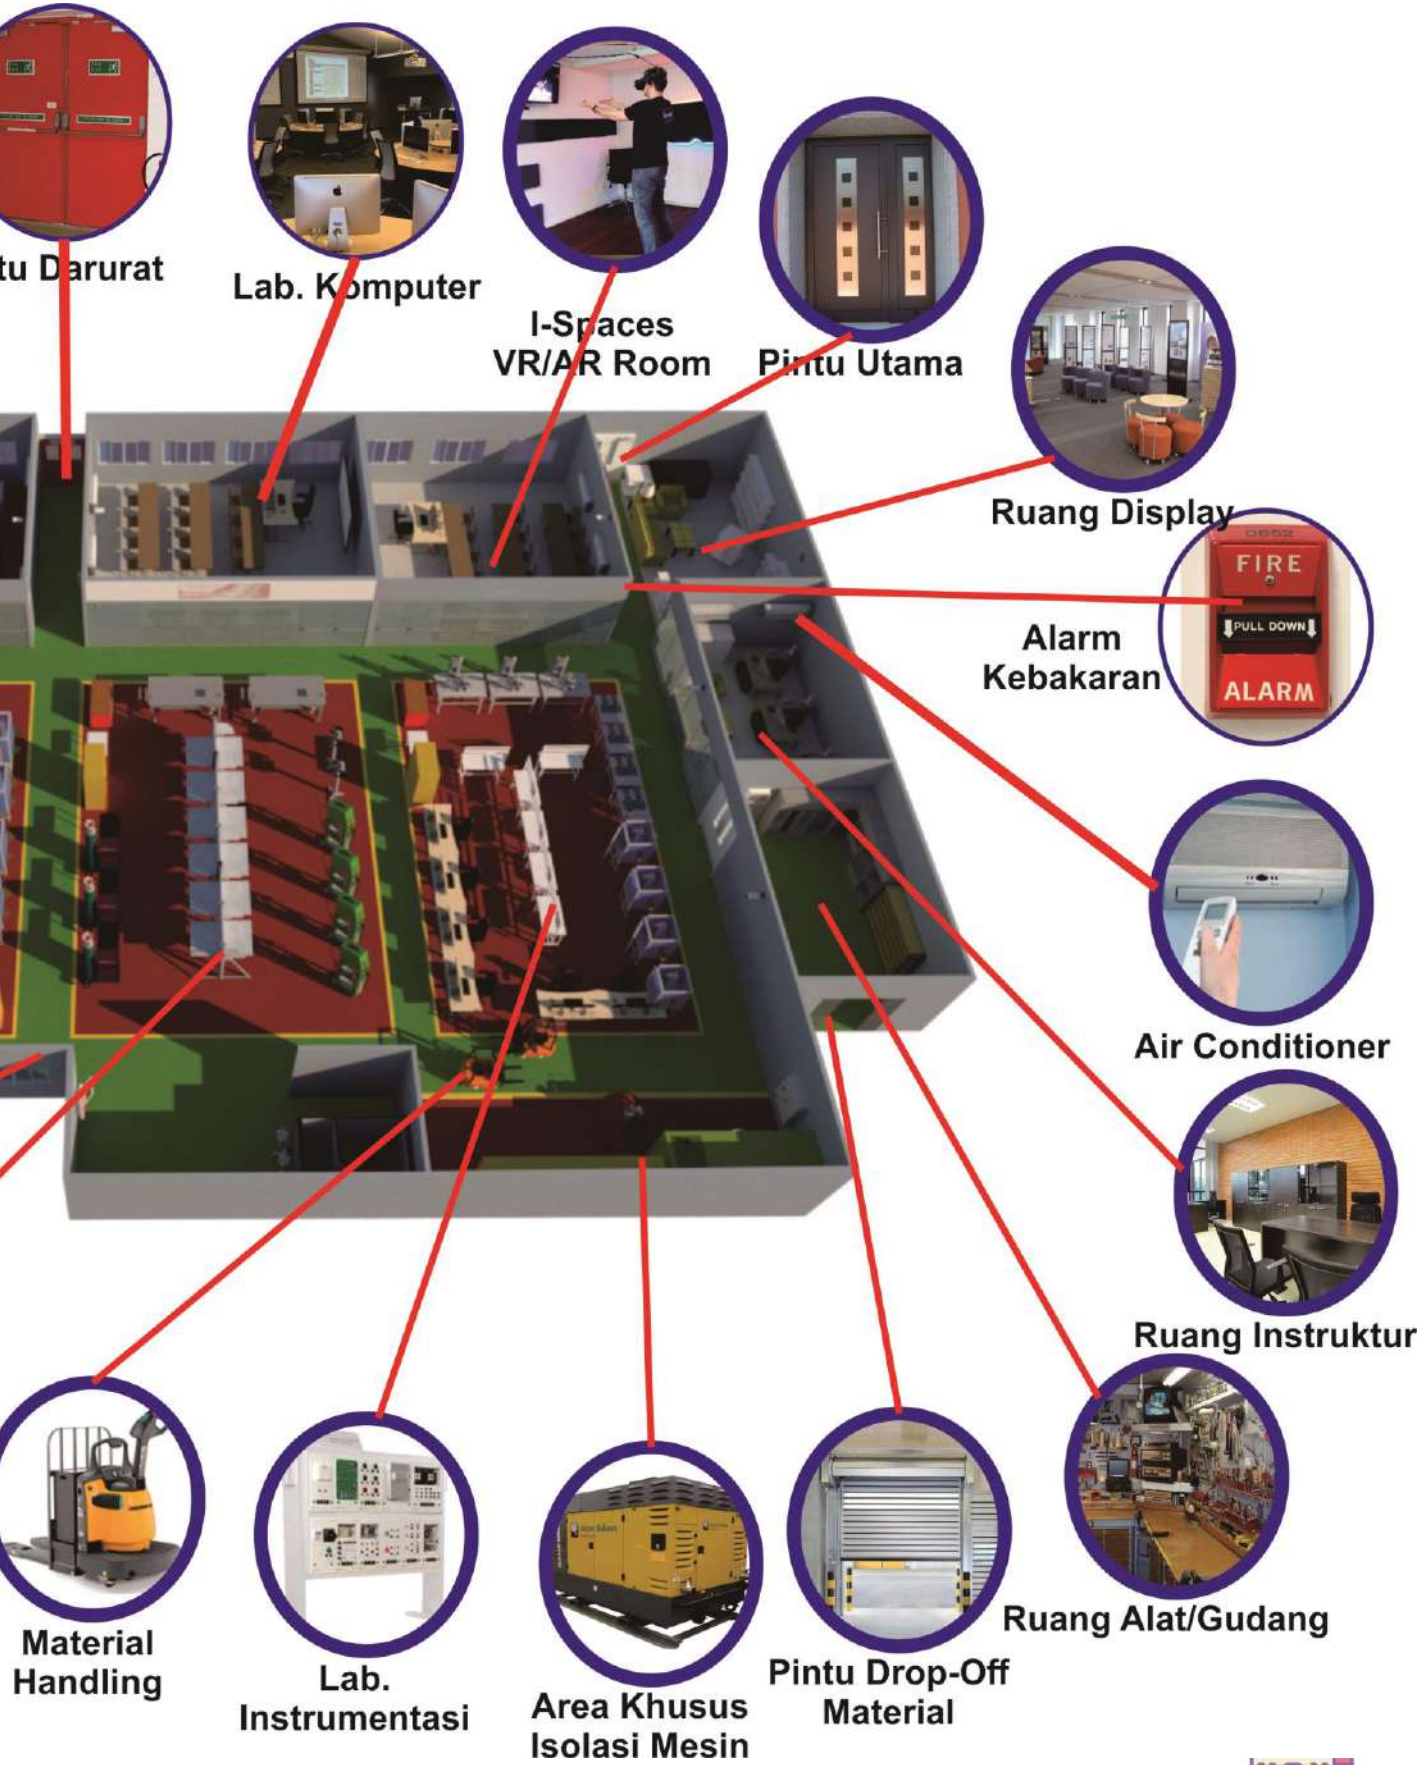 tu Darurat
Lab. Komputer
I-Spaces
VR/AR Room
Pintu Utama
Ruang Display
FIRE
PULL DOWN
ALARM
Alarm
Kebakaran
Air Conditioner
Ruang Instruktur
Ruang Alat/Gudang
Pintu Drop-Off
Material
Area Khusus
Isolasi Mesin
Lab.
Instrumentasi
Material
Handling